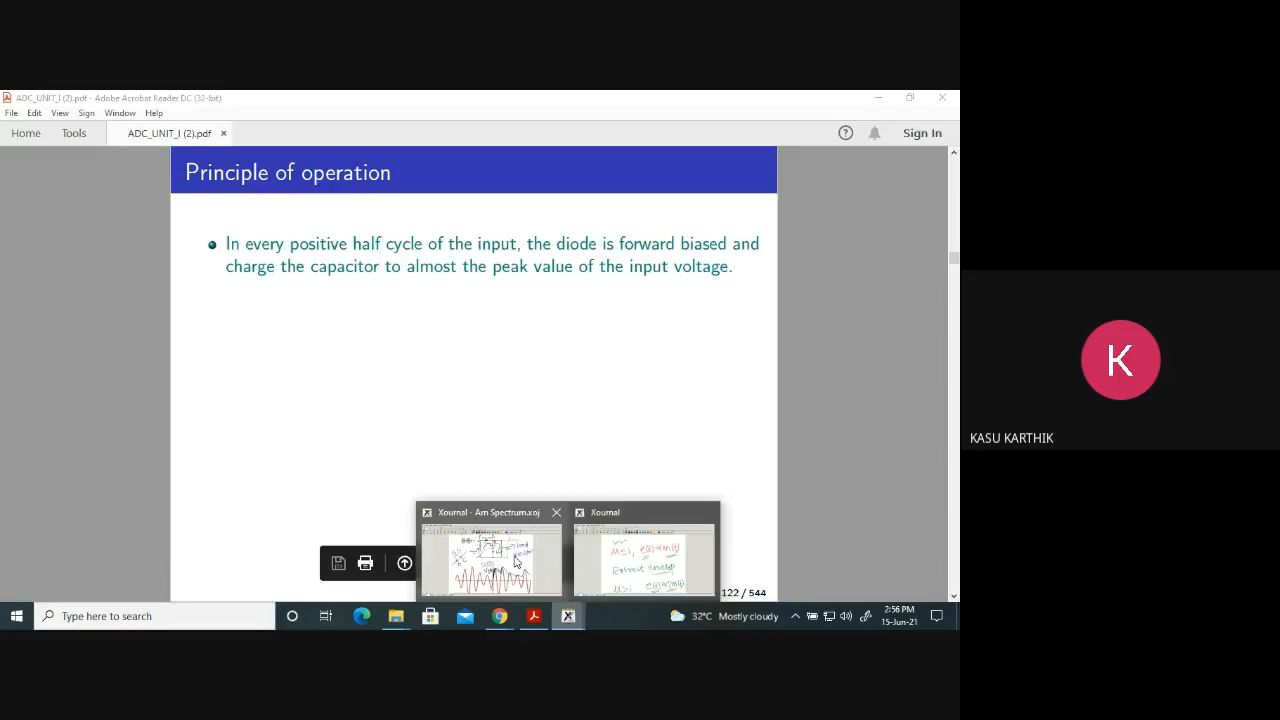 ADC_UNIT_I (2).pdf - Adobe Acrobat Reader DC (32-bit)
File Edit View Sign Window Help
Home Tools ADC_UNIT_I (2).pdf × Sign In
Principle of operation
In every positive half cycle of the input, the diode is forward biased and
charge the capacitor to almost the peak value of the input voltage.
K
KASU KARTHIK
Xournal - Am Spectrum.xoj
Xournal
μ≤1, e(t)∝m(t)
Extract envelop
μ>1
122 / 544
Type here to search
32°C Mostly cloudy
2:56 PM
15-Jun-21